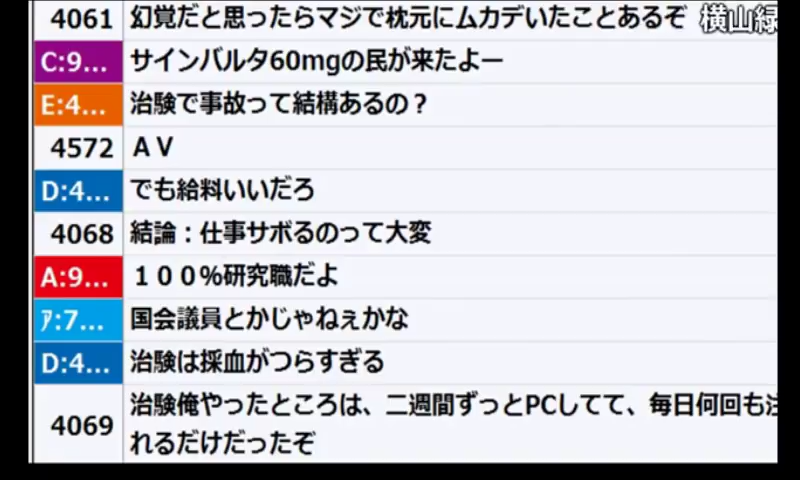 4061 幻覚だと思ったらマジで枕元にムカデいたことあるぞ 横山緑
C:9... サインバルタ60mgの民が来たよー
E:4... 治験で事故って結構あるの？
4572 ＡＶ
D:4... でも給料いいだろ
4068 結論：仕事サボるのって大変
A:9... １００％研究職だよ
ｱ:7... 国会議員とかじゃねぇかな
D:4... 治験は採血がつらすぎる
4069 治験俺やったところは、二週間ずっとPCしてて、毎日何回も
れるだけだったぞ